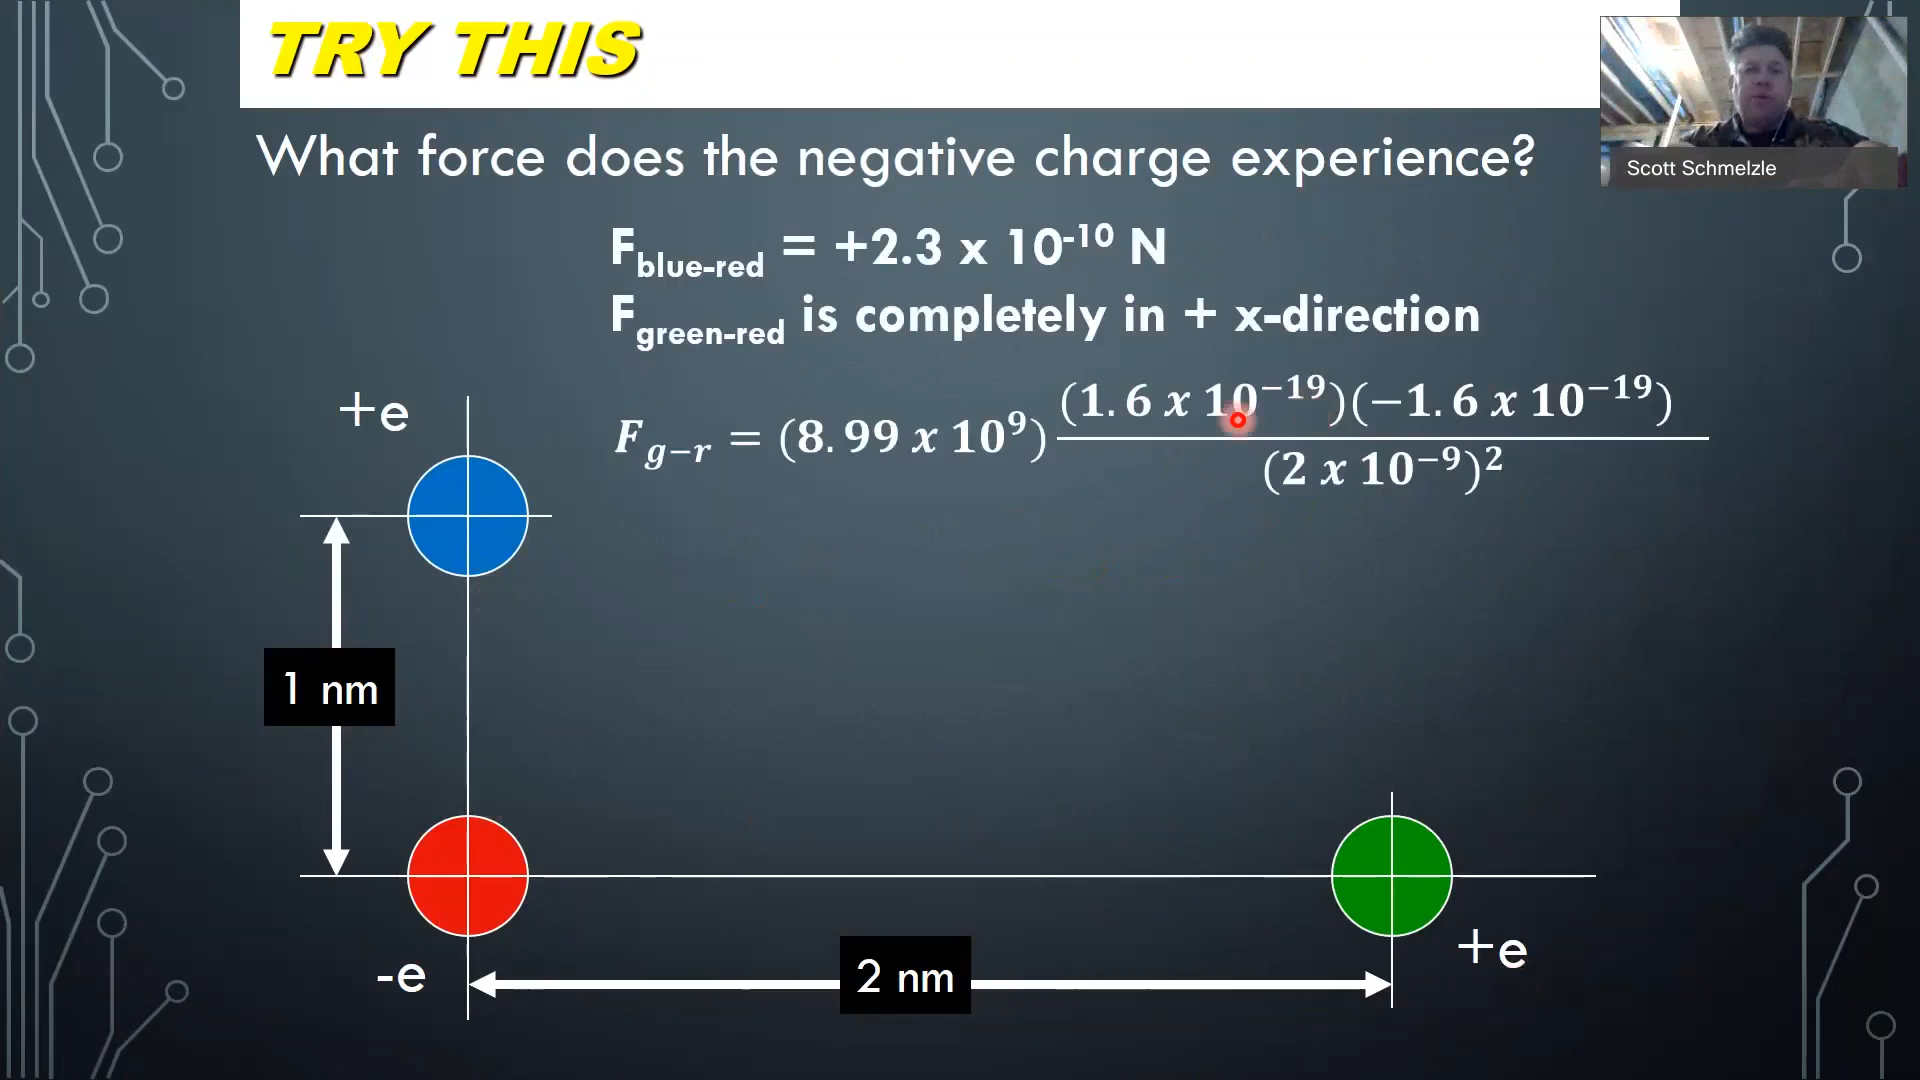 TRY THIS
Scott Schmelzle
What force does the negative charge experience?
F_blue-red = +2.3 x 10^-10 N
F_green-red is completely in + x-direction
F_g−r = (8.99 x 10^9) (1.6 x 10^−19)(−1.6 x 10^−19) / (2 x 10^−9)^2
+e
1 nm
-e
2 nm
+e